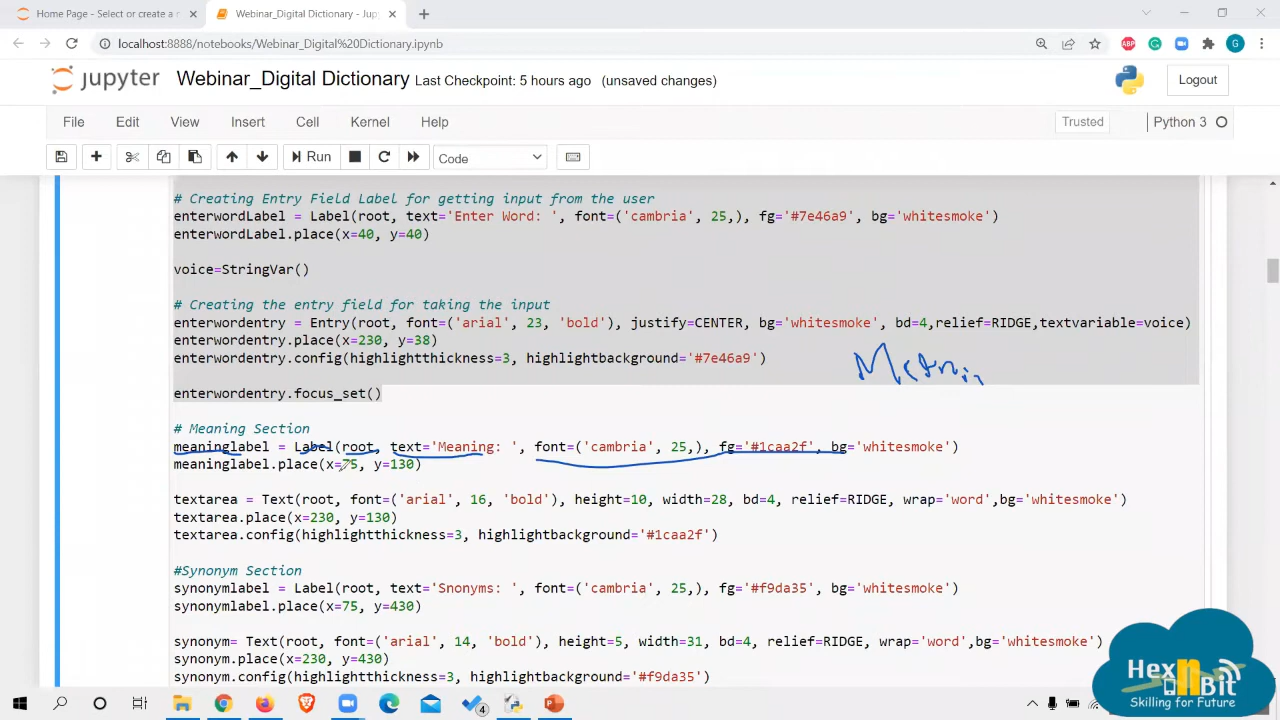 Home Page - Select or create a n
Webinar_Digital Dictionary - Jupy
localhost:8888/notebooks/Webinar_Digital%20Dictionary.ipynb
ABP
G
jupyter Webinar_Digital Dictionary Last Checkpoint: 5 hours ago (unsaved changes)
Logout
File Edit View Insert Cell Kernel Help
Trusted
Python 3
Run
Code
# Creating Entry Field Label for getting input from the user
enterwordLabel = Label(root, text='Enter Word: ', font=('cambria', 25,), fg='#7e46a9', bg='whitesmoke')
enterwordLabel.place(x=40, y=40)
voice=StringVar()
# Creating the entry field for taking the input
enterwordentry = Entry(root, font=('arial', 23, 'bold'), justify=CENTER, bg='whitesmoke', bd=4,relief=RIDGE,textvariable=voice)
enterwordentry.place(x=230, y=38)
enterwordentry.config(highlightthickness=3, highlightbackground='#7e46a9')
enterwordentry.focus_set()
# Meaning Section
meaninglabel = Label(root, text='Meaning: ', font=('cambria', 25,), fg='#1caa2f', bg='whitesmoke')
meaninglabel.place(x=75, y=130)
textarea = Text(root, font=('arial', 16, 'bold'), height=10, width=28, bd=4, relief=RIDGE, wrap='word',bg='whitesmoke')
textarea.place(x=230, y=130)
textarea.config(highlightthickness=3, highlightbackground='#1caa2f')
#Synonym Section
synonymlabel = Label(root, text='Snonyms: ', font=('cambria', 25,), fg='#f9da35', bg='whitesmoke')
synonymlabel.place(x=75, y=430)
synonym= Text(root, font=('arial', 14, 'bold'), height=5, width=31, bd=4, relief=RIDGE, wrap='word',bg='whitesmoke')
synonym.place(x=230, y=430)
synonym.config(highlightthickness=3, highlightbackground='#f9da35')
Hex n Bit
Skilling for Future
4